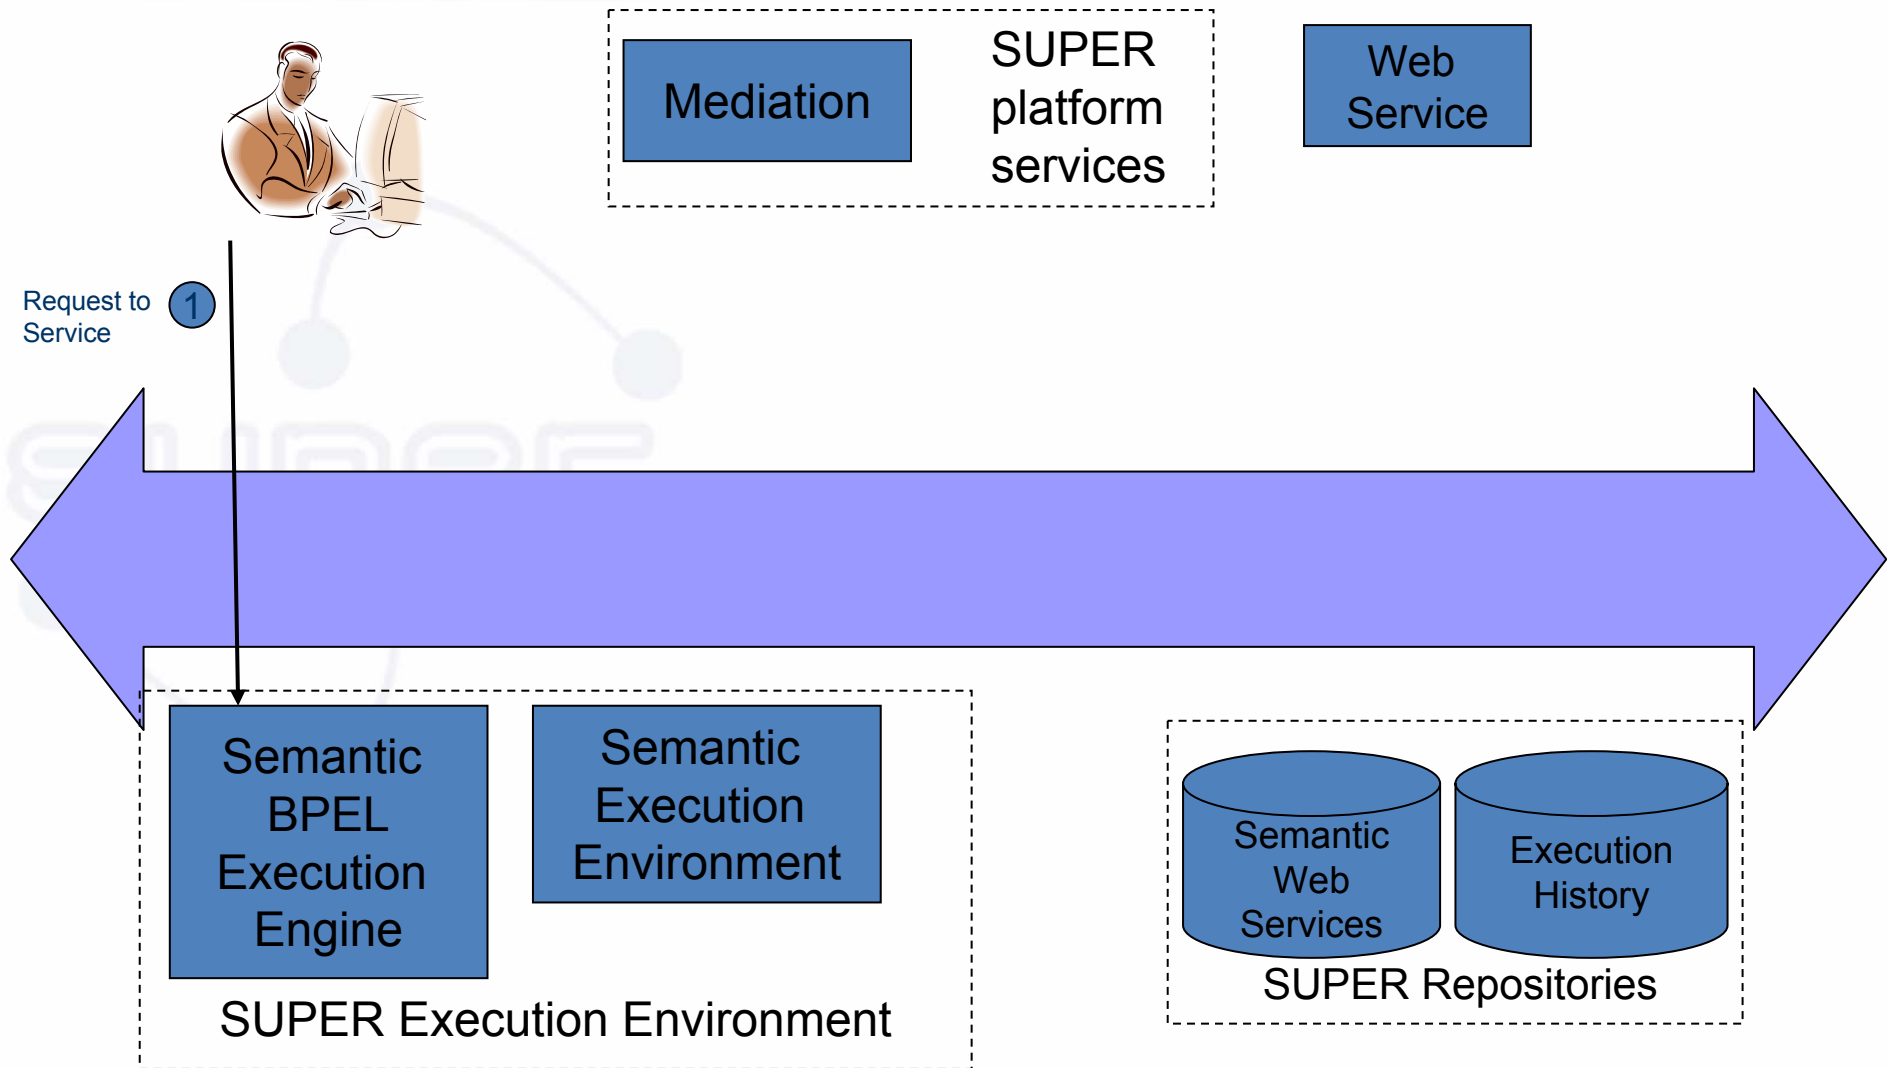 Mediation
SUPER
platform
services
Web
Service
Request to
Service
1
SUPER
Semantic
BPEL
Execution
Engine
Semantic
Execution
Environment
SUPER Execution Environment
Semantic
Web
Services
Execution
History
SUPER Repositories